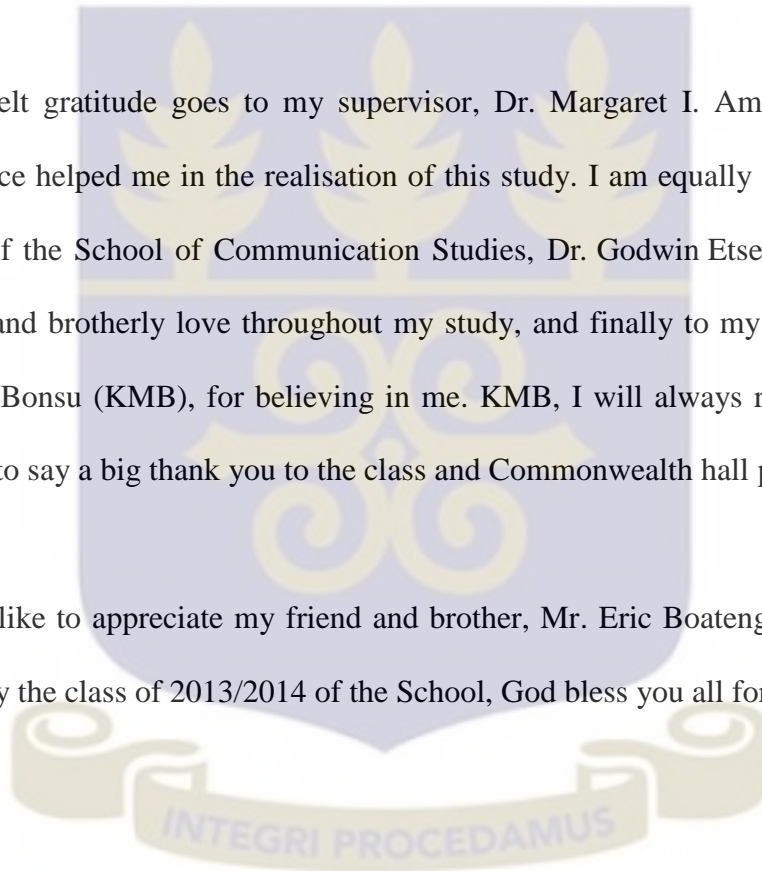 elt gratitude goes to my supervisor, Dr. Margaret I. Am
ce helped me in the realisation of this study. I am equally
f the School of Communication Studies, Dr. Godwin Etse
and brotherly love throughout my study, and finally to my
Bonsu (KMB), for believing in me. KMB, I will always r
to say a big thank you to the class and Commonwealth hall p
like to appreciate my friend and brother, Mr. Eric Boateng
y the class of 2013/2014 of the School, God bless you all for
INTEGRI PROCEDAMUS